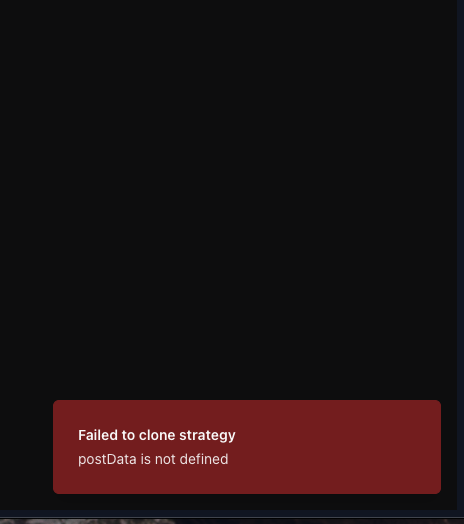 Failed to clone strategy
postData is not defined